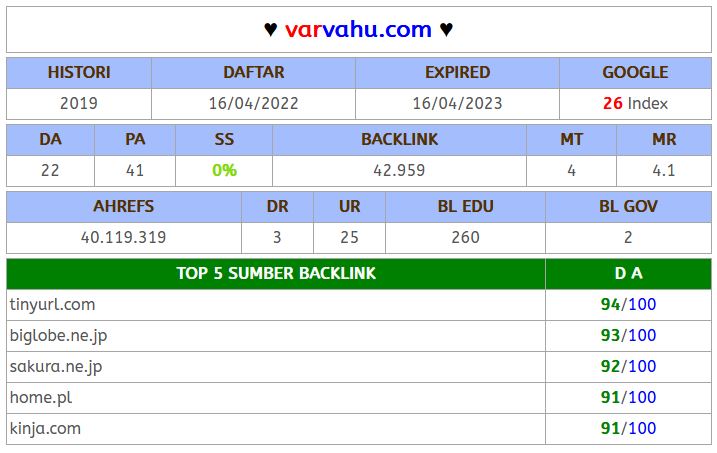 ♥ varvahu.com ♥
HISTORI DAFTAR EXPIRED GOOGLE
2019 16/04/2022 16/04/2023 26 Index
DA PA SS BACKLINK MT MR
22 41 0% 42.959 4 4.1
AHREFS DR UR BL EDU BL GOV
40.119.319 3 25 260 2
TOP 5 SUMBER BACKLINK D A
tinyurl.com 94/100
biglobe.ne.jp 93/100
sakura.ne.jp 92/100
home.pl 91/100
kinja.com 91/100